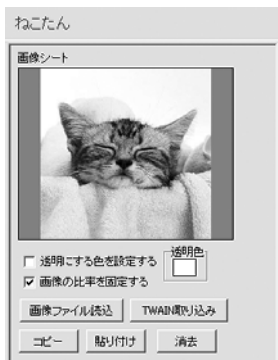 ねこたん
画像シート
透明にする色を設定する
透明色
画像の比率を固定する
画像ファイル読込
TWAIN取り込み
コピー
貼り付け
消去